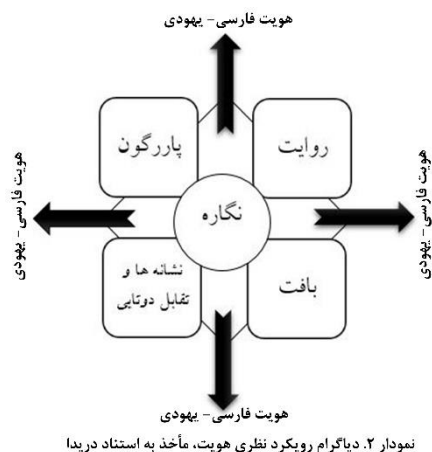 هویت فارسی- یهودی
روایت
پاررگون
هویت فارسی- یهودی
نگاره
هویت فارسی- یهودی
بافت
نشانه ها و
تقابل دوتایی
هویت فارسی- یهودی
نمودار ۲. دیاگرام رویکرد نظری هویت، مأخذ به استناد دریدا